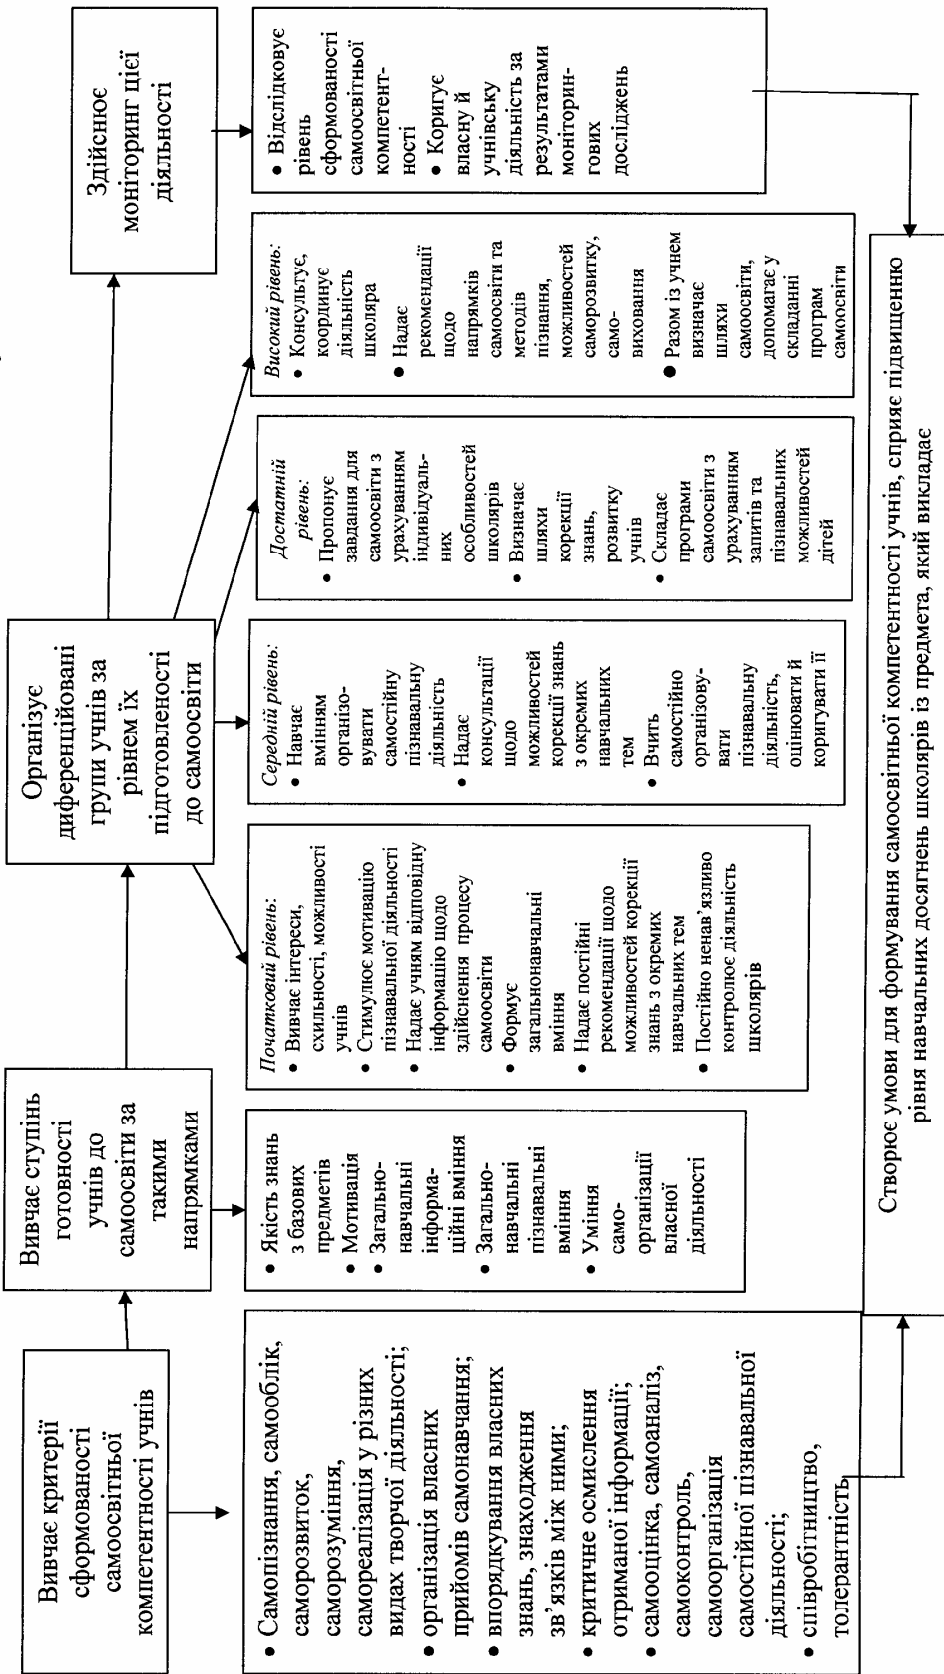 Вивчає критерії
сформованості
самоосвітньої
компетентності учнів
Вивчає ступінь
готовності
учнів до
самоосвіти за
такими
напрямками
Організує
диференційовані
групи учнів за
рівнем їх
підготовленості
до самоосвіти
Здійснює
моніторинг цієї
діяльності
• Самопізнання, самооблік,
саморозвиток,
саморозуміння,
самореалізація у різних
видах творчої діяльності;
• організація власних
прийомів самонавчання;
• впорядкування власних
знань, знаходження
зв'язків між ними;
• критичне осмислення
отриманої інформації;
• самооцінка, самоаналіз,
самоконтроль,
самоорганізація
самостійної пізнавальної
діяльності;
• співробітництво,
толерантність
• Якість знань
з базових
предметів
• Мотивація
• Загально-
навчальні
інформа-
ційні вміння
• Загально-
навчальні
пізнавальні
вміння
• Уміння
само-
організації
власної
діяльності
Початковий рівень:
• Вивчає інтереси,
схильності, можливості
учнів
• Стимулює мотивацію
пізнавальної діяльності
• Надає учням відповідну
інформацію щодо
здійснення процесу
самоосвіти
• Формує
загальнонавчальні
вміння
• Надає постійні
рекомендації щодо
можливостей корекції
знань з окремих
навчальних тем
• Постійно ненав'язливо
контролює діяльність
школярів
Середній рівень:
• Навчає
вмінням
організо-
вувати
самостійну
пізнавальну
діяльність
• Надає
консультації
щодо
можливостей
корекції знань
з окремих
навчальних
тем
• Вчить
самостійно
організову-
вати
пізнавальну
діяльність,
оцінювати й
коригувати її
Достатній
рівень:
• Пропонує
завдання для
самоосвіти з
урахуванням
індивідуаль-
них
особливостей
школярів
• Визначає
шляхи
корекції
знань,
розвитку
учнів
• Складає
програми
самоосвіти з
урахуванням
запитів та
пізнавальних
можливостей
дітей
Високий рівень:
• Консультує,
координує
діяльність
школяра
• Надає
рекомендації
щодо
напрямків
самоосвіти та
методів
пізнання,
можливостей
саморозвитку,
само-
виховання
• Разом із учнем
визначає
шляхи
самоосвіти,
допомагає у
складанні
програм
самоосвіти
• Відслідковує
рівень
сформованості
самоосвітньої
компетент-
ності
• Коригує
власну й
учнівську
діяльність за
результатами
моніторин-
гових
досліджень
Створює умови для формування самоосвітньої компетентності учнів, сприяє підвищенню
рівня навчальних досягнень школярів із предмета, який викладає